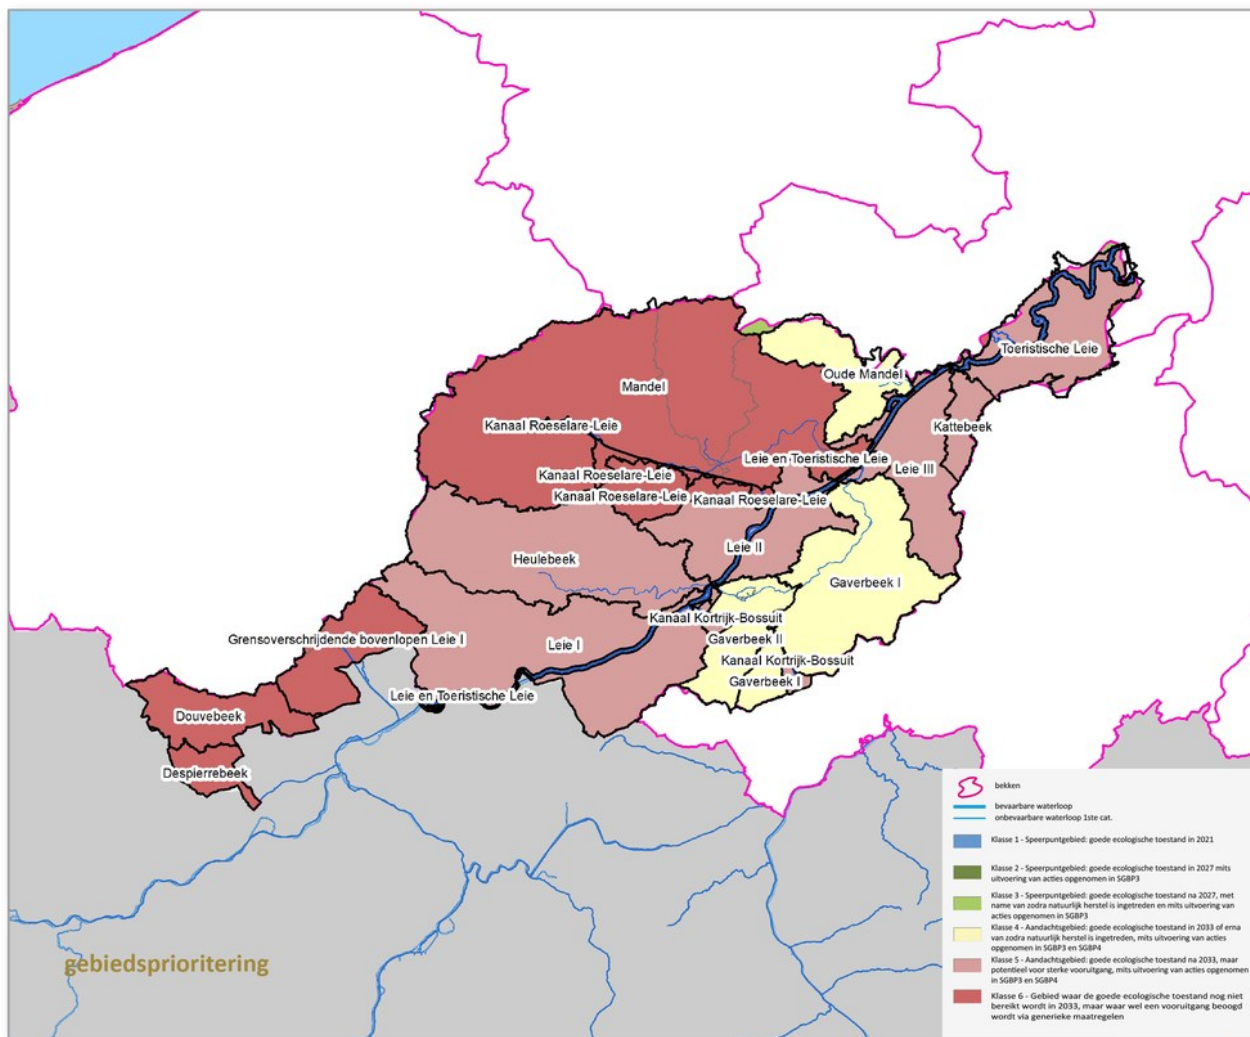 Toeristische Leie
Oude Mandel
Mandel
Kattebeek
Kanaal Roeselare-Leie
Leie en Toeristische Leie
Leie III
Kanaal Roeselare-Leie
Kanaal Roeselare-Leie
Kanaal Roeselare-Leie
Leie II
Heulebeek
Gaverbeek I
Kanaal Kortrijk-Bossuit
Grensoverschrijdende bovenlopen Leie I
Leie I
Gaverbeek II
Kanaal Kortrijk-Bossuit
Gaverbeek I
Leie en Toeristische Leie
Douvebeek
Despierrebeek
gebiedsprioritering
bekken
bevaarbare waterloop
onbevaarbare waterloop 1ste cat.
Klasse 1 - Speerpuntgebied: goede ecologische toestand in 2021
Klasse 2 - Speerpuntgebied: goede ecologische toestand in 2027 mits
uitvoering van acties opgenomen in SGBP3
Klasse 3 - Speerpuntgebied: goede ecologische toestand na 2027, met
name van zodra natuurlijk herstel is ingetreden en mits uitvoering van
acties opgenomen in SGBP3
Klasse 4 - Aandachtsgebied: goede ecologische toestand in 2033 of erna
van zodra natuurlijk herstel is ingetreden, mits uitvoering van acties
opgenomen in SGBP3 en SGBP4
Klasse 5 - Aandachtsgebied: goede ecologische toestand na 2033, maar
potentieel voor sterke vooruitgang, mits uitvoering van acties opgenomen
in SGBP3 en SGBP4
Klasse 6 - Gebied waar de goede ecologische toestand nog niet
bereikt wordt in 2033, maar waar wel een vooruitgang beoogd
wordt via generieke maatregelen